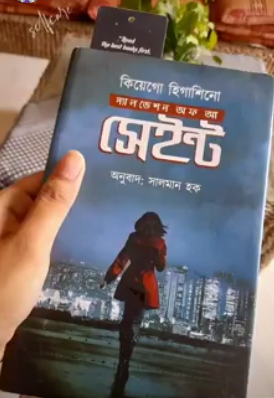 "Read
the best books first,
কিয়েগো হিগাশিনো
স্যালভেশন অফ আ
সেইন্ট
অনুবাদ: সালমান হক